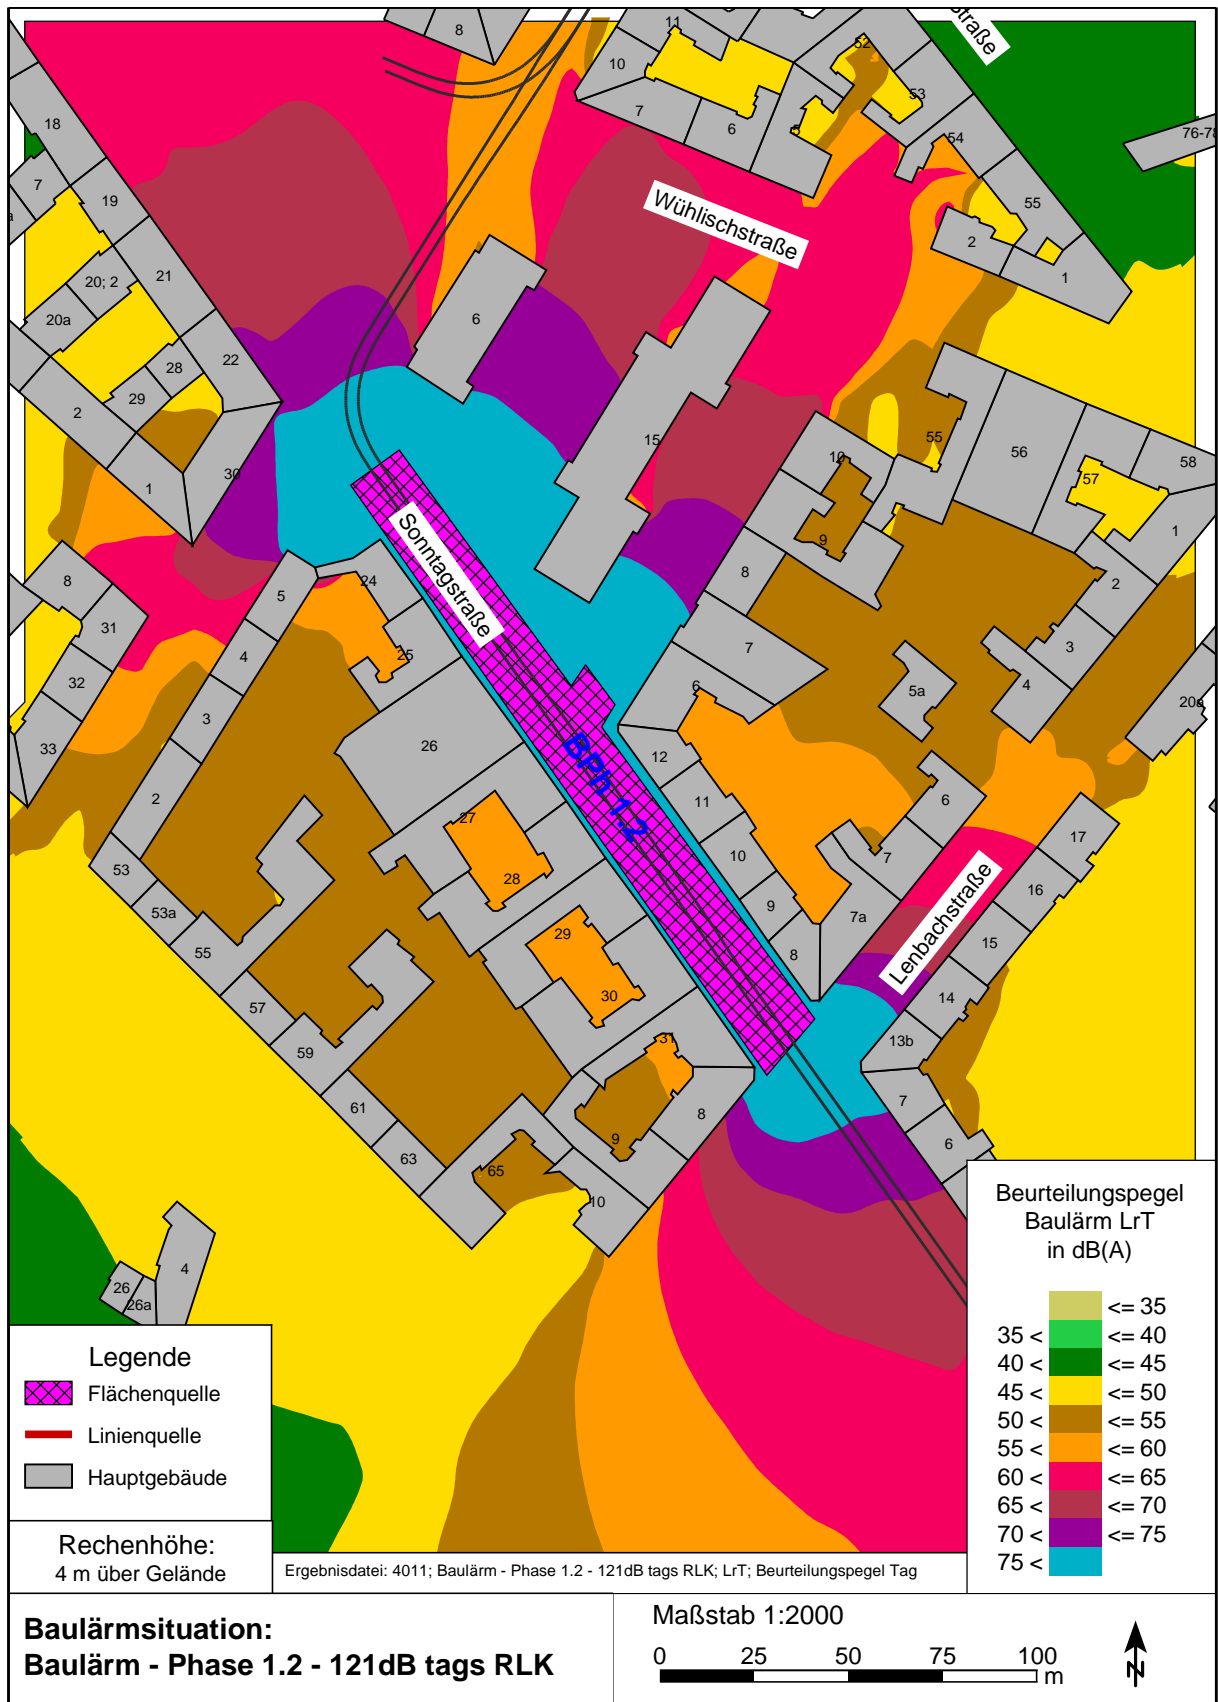 8
11
10
7
6
5
52
53
54
55
traße
76-78
18
7
19
Wühlischstraße
2
1
21
20; 2
20a
6
22
28
29
2
15
10
55
56
58
57
30
1
1
9
8
2
Sonntagstraße
24
5
8
31
25
4
7
3
32
6
5a
4
20a
3
33
26
12
BPh 1.2
2
11
6
27
17
10
7
53
28
16
9
7a
53a
Lenbachstraße
29
15
55
8
30
14
57
31
13b
59
7
61
8
9
6
63
65
10
4
26
26a
Beurteilungspegel
Baulärm LrT
in dB(A)
<= 35
35 < <= 40
40 < <= 45
45 < <= 50
50 < <= 55
55 < <= 60
60 < <= 65
65 < <= 70
70 < <= 75
75 <
Legende
Flächenquelle
Linienquelle
Hauptgebäude
Rechenhöhe:
4 m über Gelände
Ergebnisdatei: 4011; Baulärm - Phase 1.2 - 121dB tags RLK; LrT; Beurteilungspegel Tag
Baulärmsituation:
Baulärm - Phase 1.2 - 121dB tags RLK
Maßstab 1:2000
0 25 50 75 100
m
N